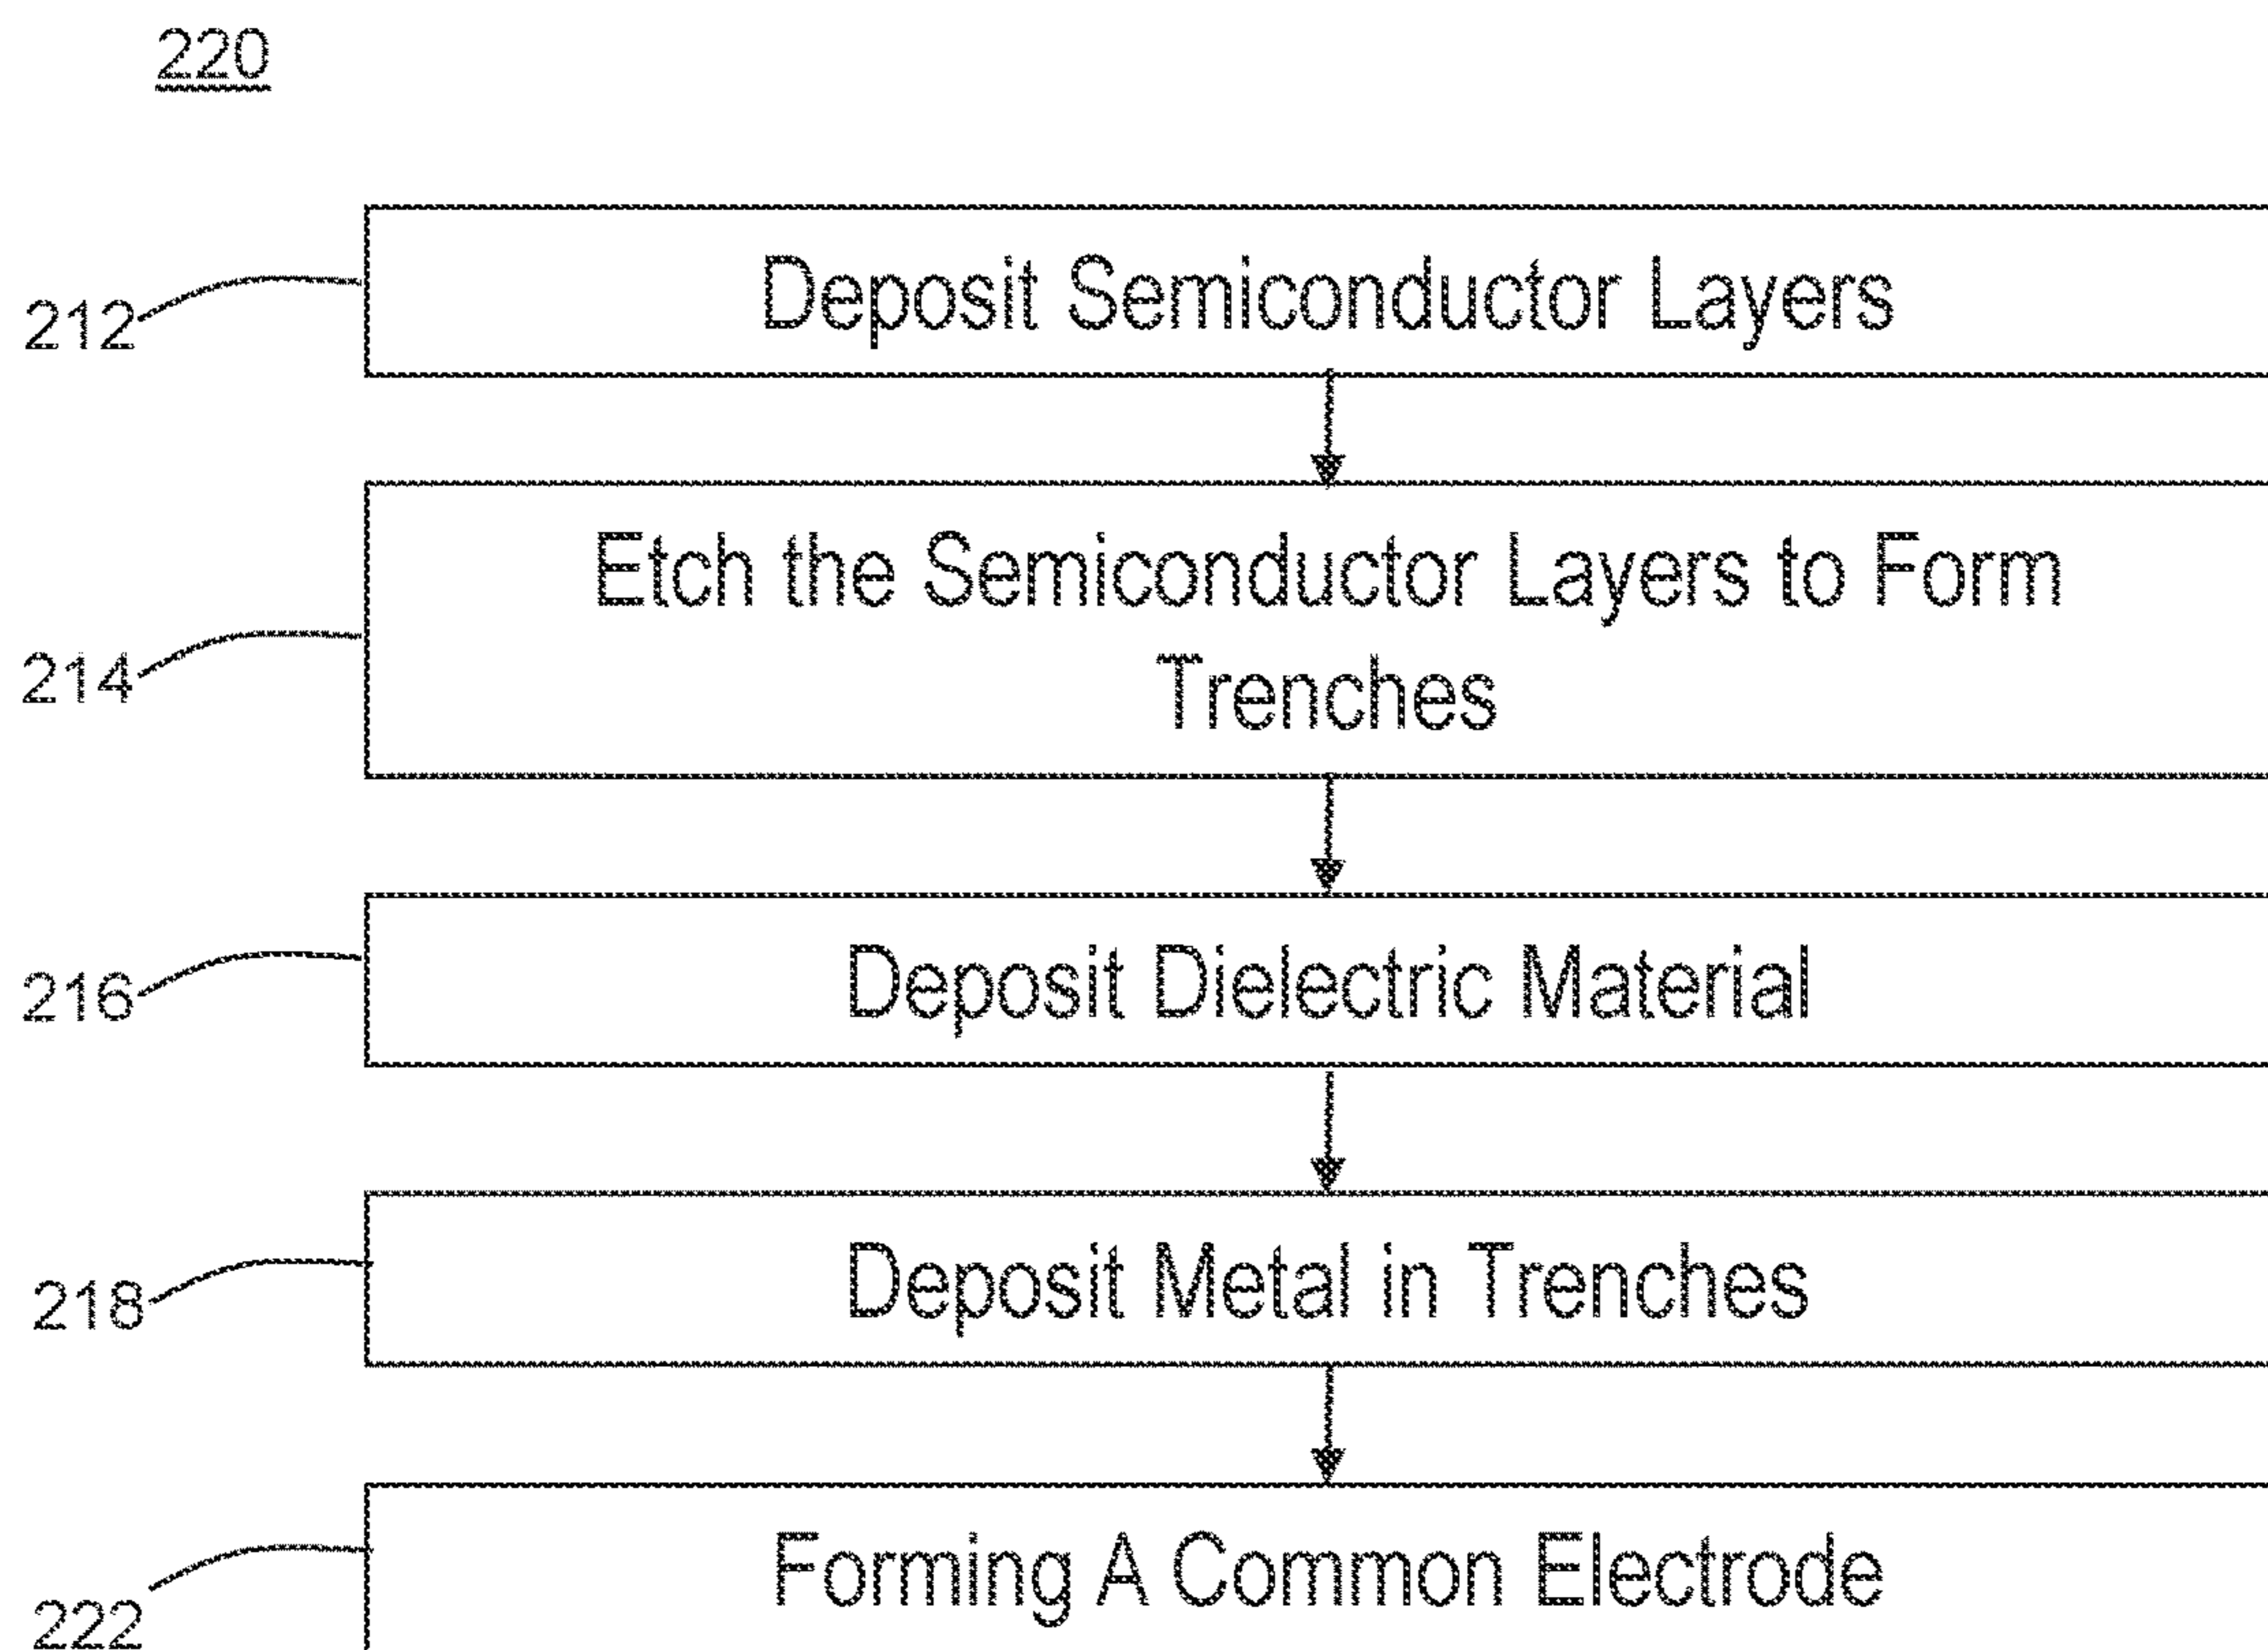 220
212
Deposit Semiconductor Layers
214
Etch the Semiconductor Layers to Form
Trenches
216
Deposit Dielectric Material
218
Deposit Metal in Trenches
222
Forming A Common Electrode